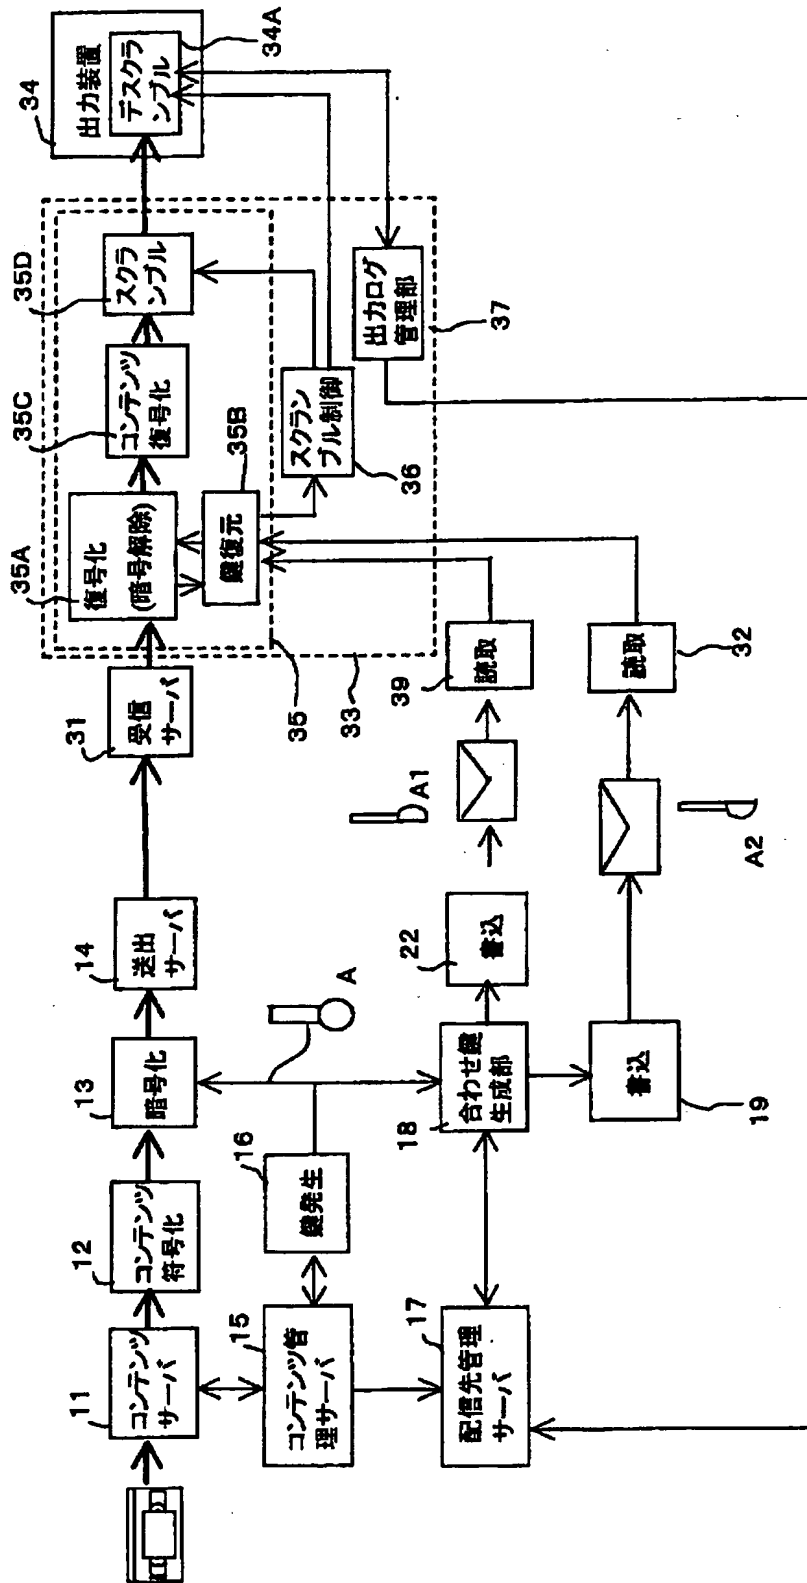 11
コンテンツ
サーバ
12
コンテンツ
符号化
13
暗号化
14
送出
サーバ
31
受信
サーバ
35A
復号化
(暗号解除)
35C
コンテンツ
復号化
35D
スクラ
ンブル
34
出力装置
デスクラ
ンブル
34A
15
コンテンツ管
理サーバ
16
鍵発生
A
35
33
35B
鍵復元
スクラン
ブル制御
36
出力ログ
管理部
37
17
配信先管理
サーバ
18
合わせ鍵
生成部
22
書込
A1
39
読取
19
書込
A2
32
読取